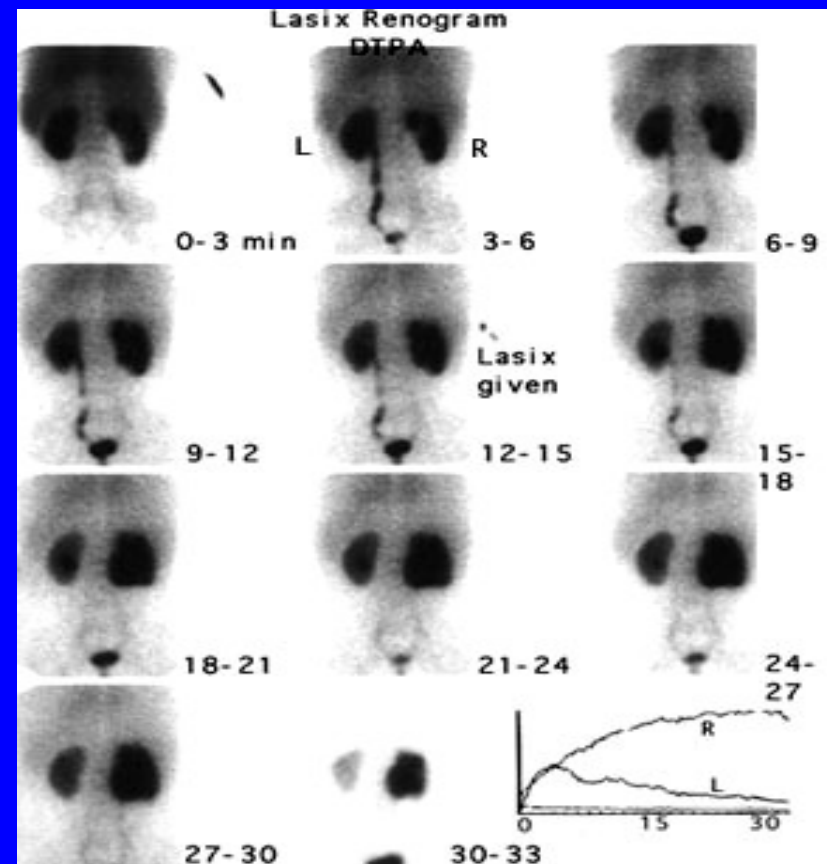 Lasix Renogram
DTPA
L R
0-3 min 3-6 6-9
Lasix
given
9-12 12-15 15-
18
18-21 21-24 24-
27
R
L
0 15 30
27-30 30-33